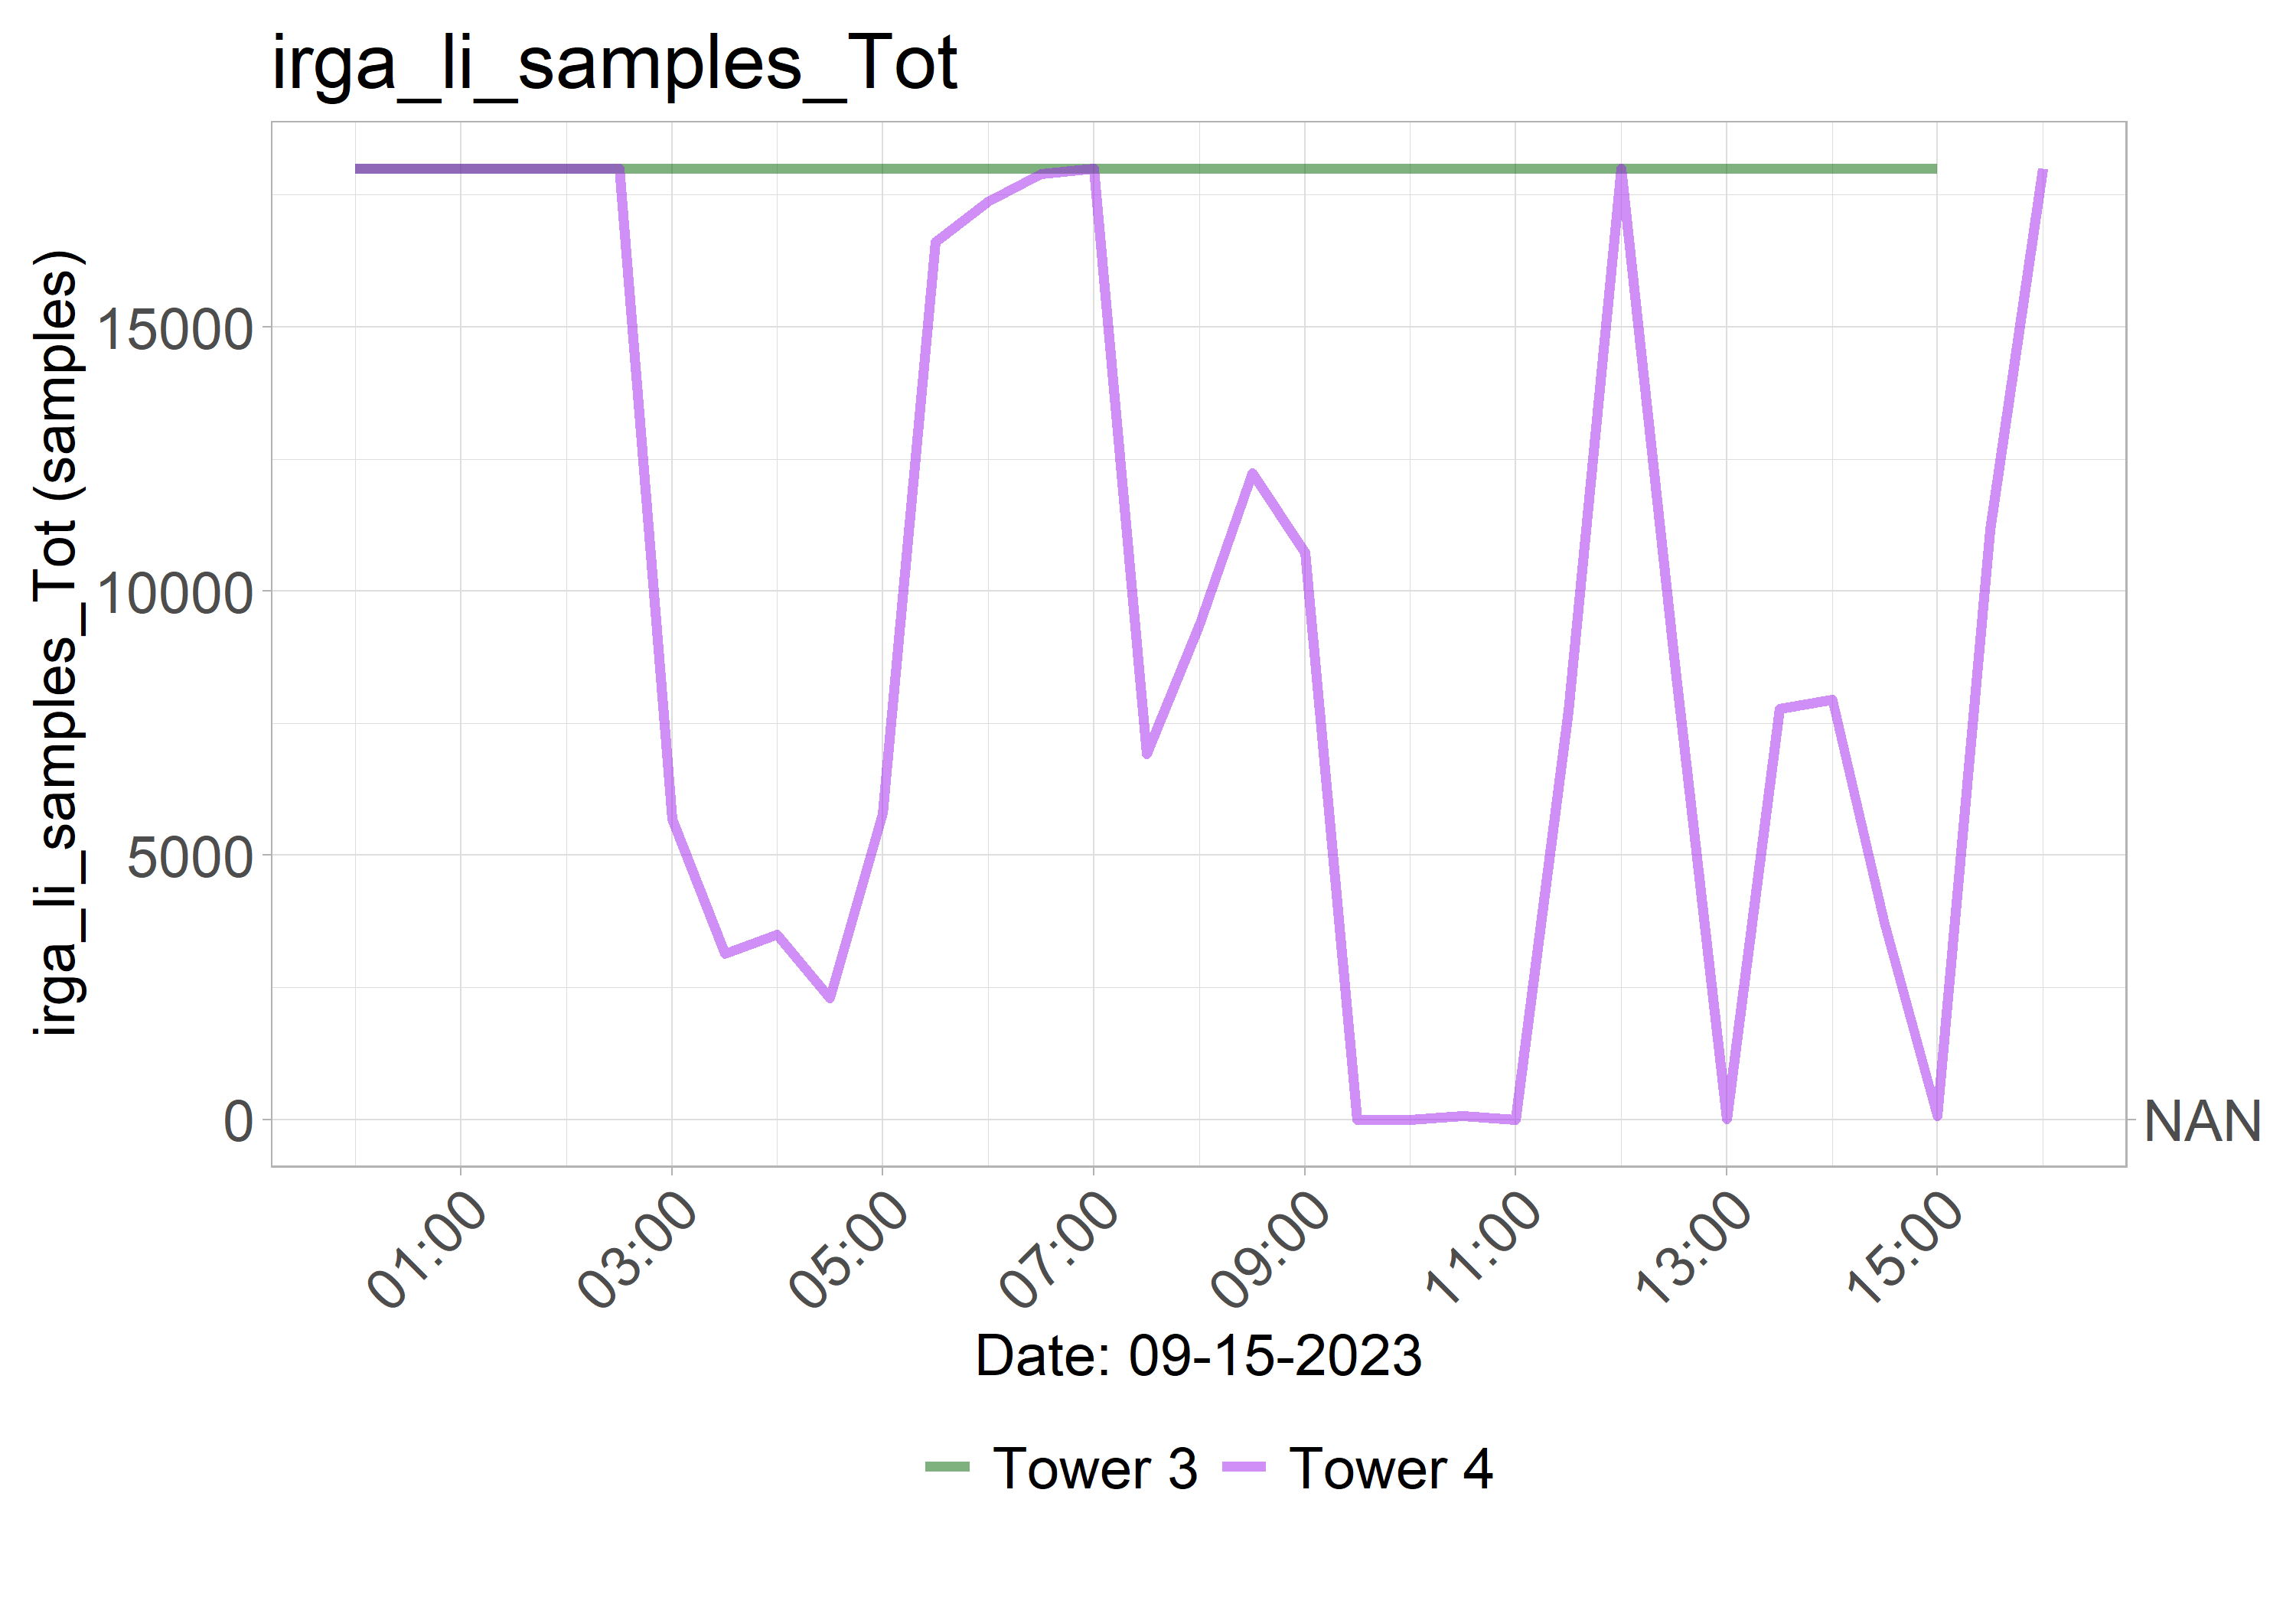 irga_li_samples_Tot
irga_li_samples_Tot (samples)
15000
10000
5000
0
NAN
01:00
03:00
05:00
07:00
09:00
11:00
13:00
15:00
Date: 09-15-2023
Tower 3
Tower 4